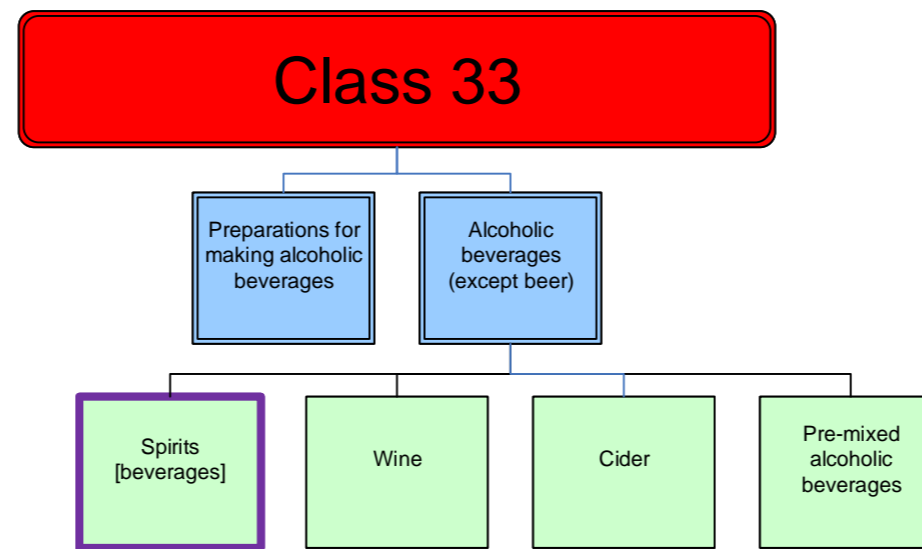 Class 33
Preparations for
making alcoholic
beverages
Alcoholic
beverages
(except beer)
Spirits
[beverages]
Wine
Cider
Pre-mixed
alcoholic
beverages